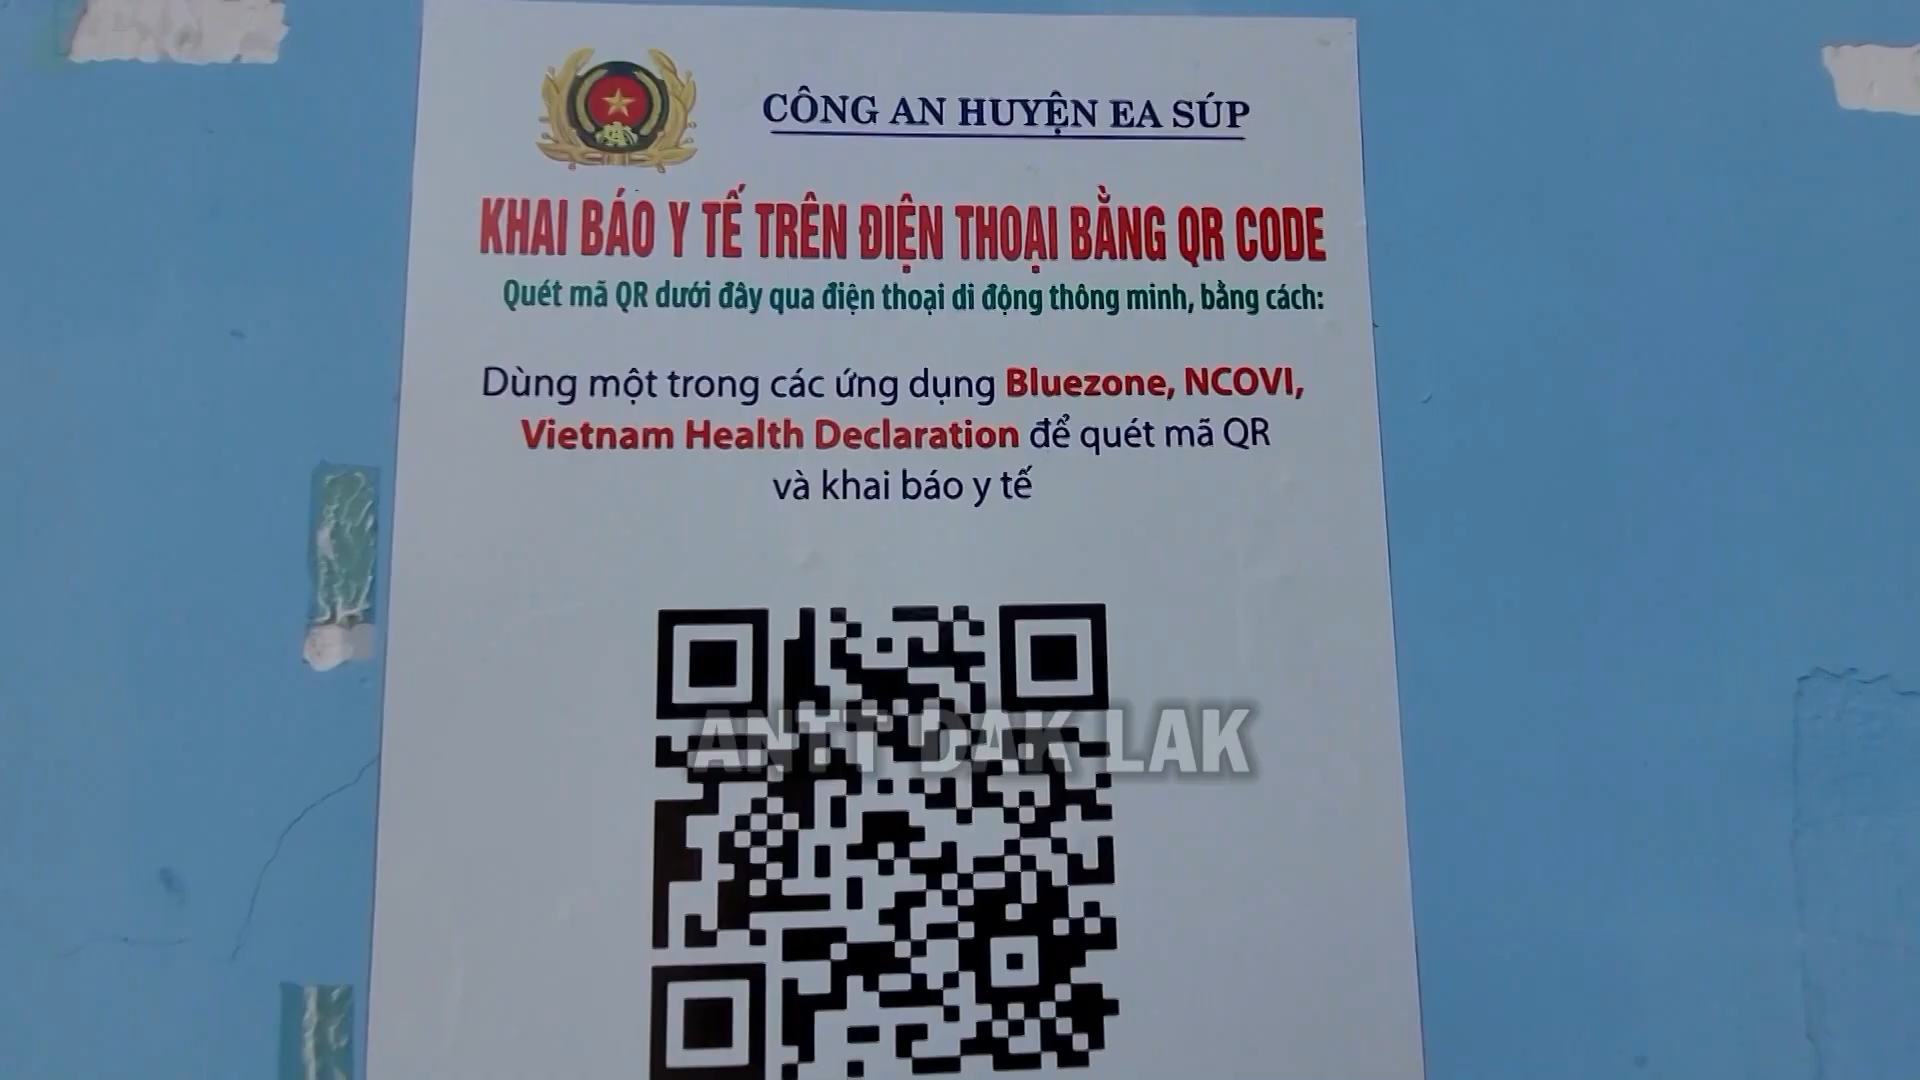 CÔNG AN HUYỆN EA SÚP
KHAI BÁO Y TẾ TRÊN ĐIỆN THOẠI BẰNG QR CODE
Quét mã QR dưới đây qua điện thoại di động thông minh, bằng cách:
Dùng một trong các ứng dụng Bluezone, NCOVI,
Vietnam Health Declaration để quét mã QR
và khai báo y tế
ANTT DAK LAK